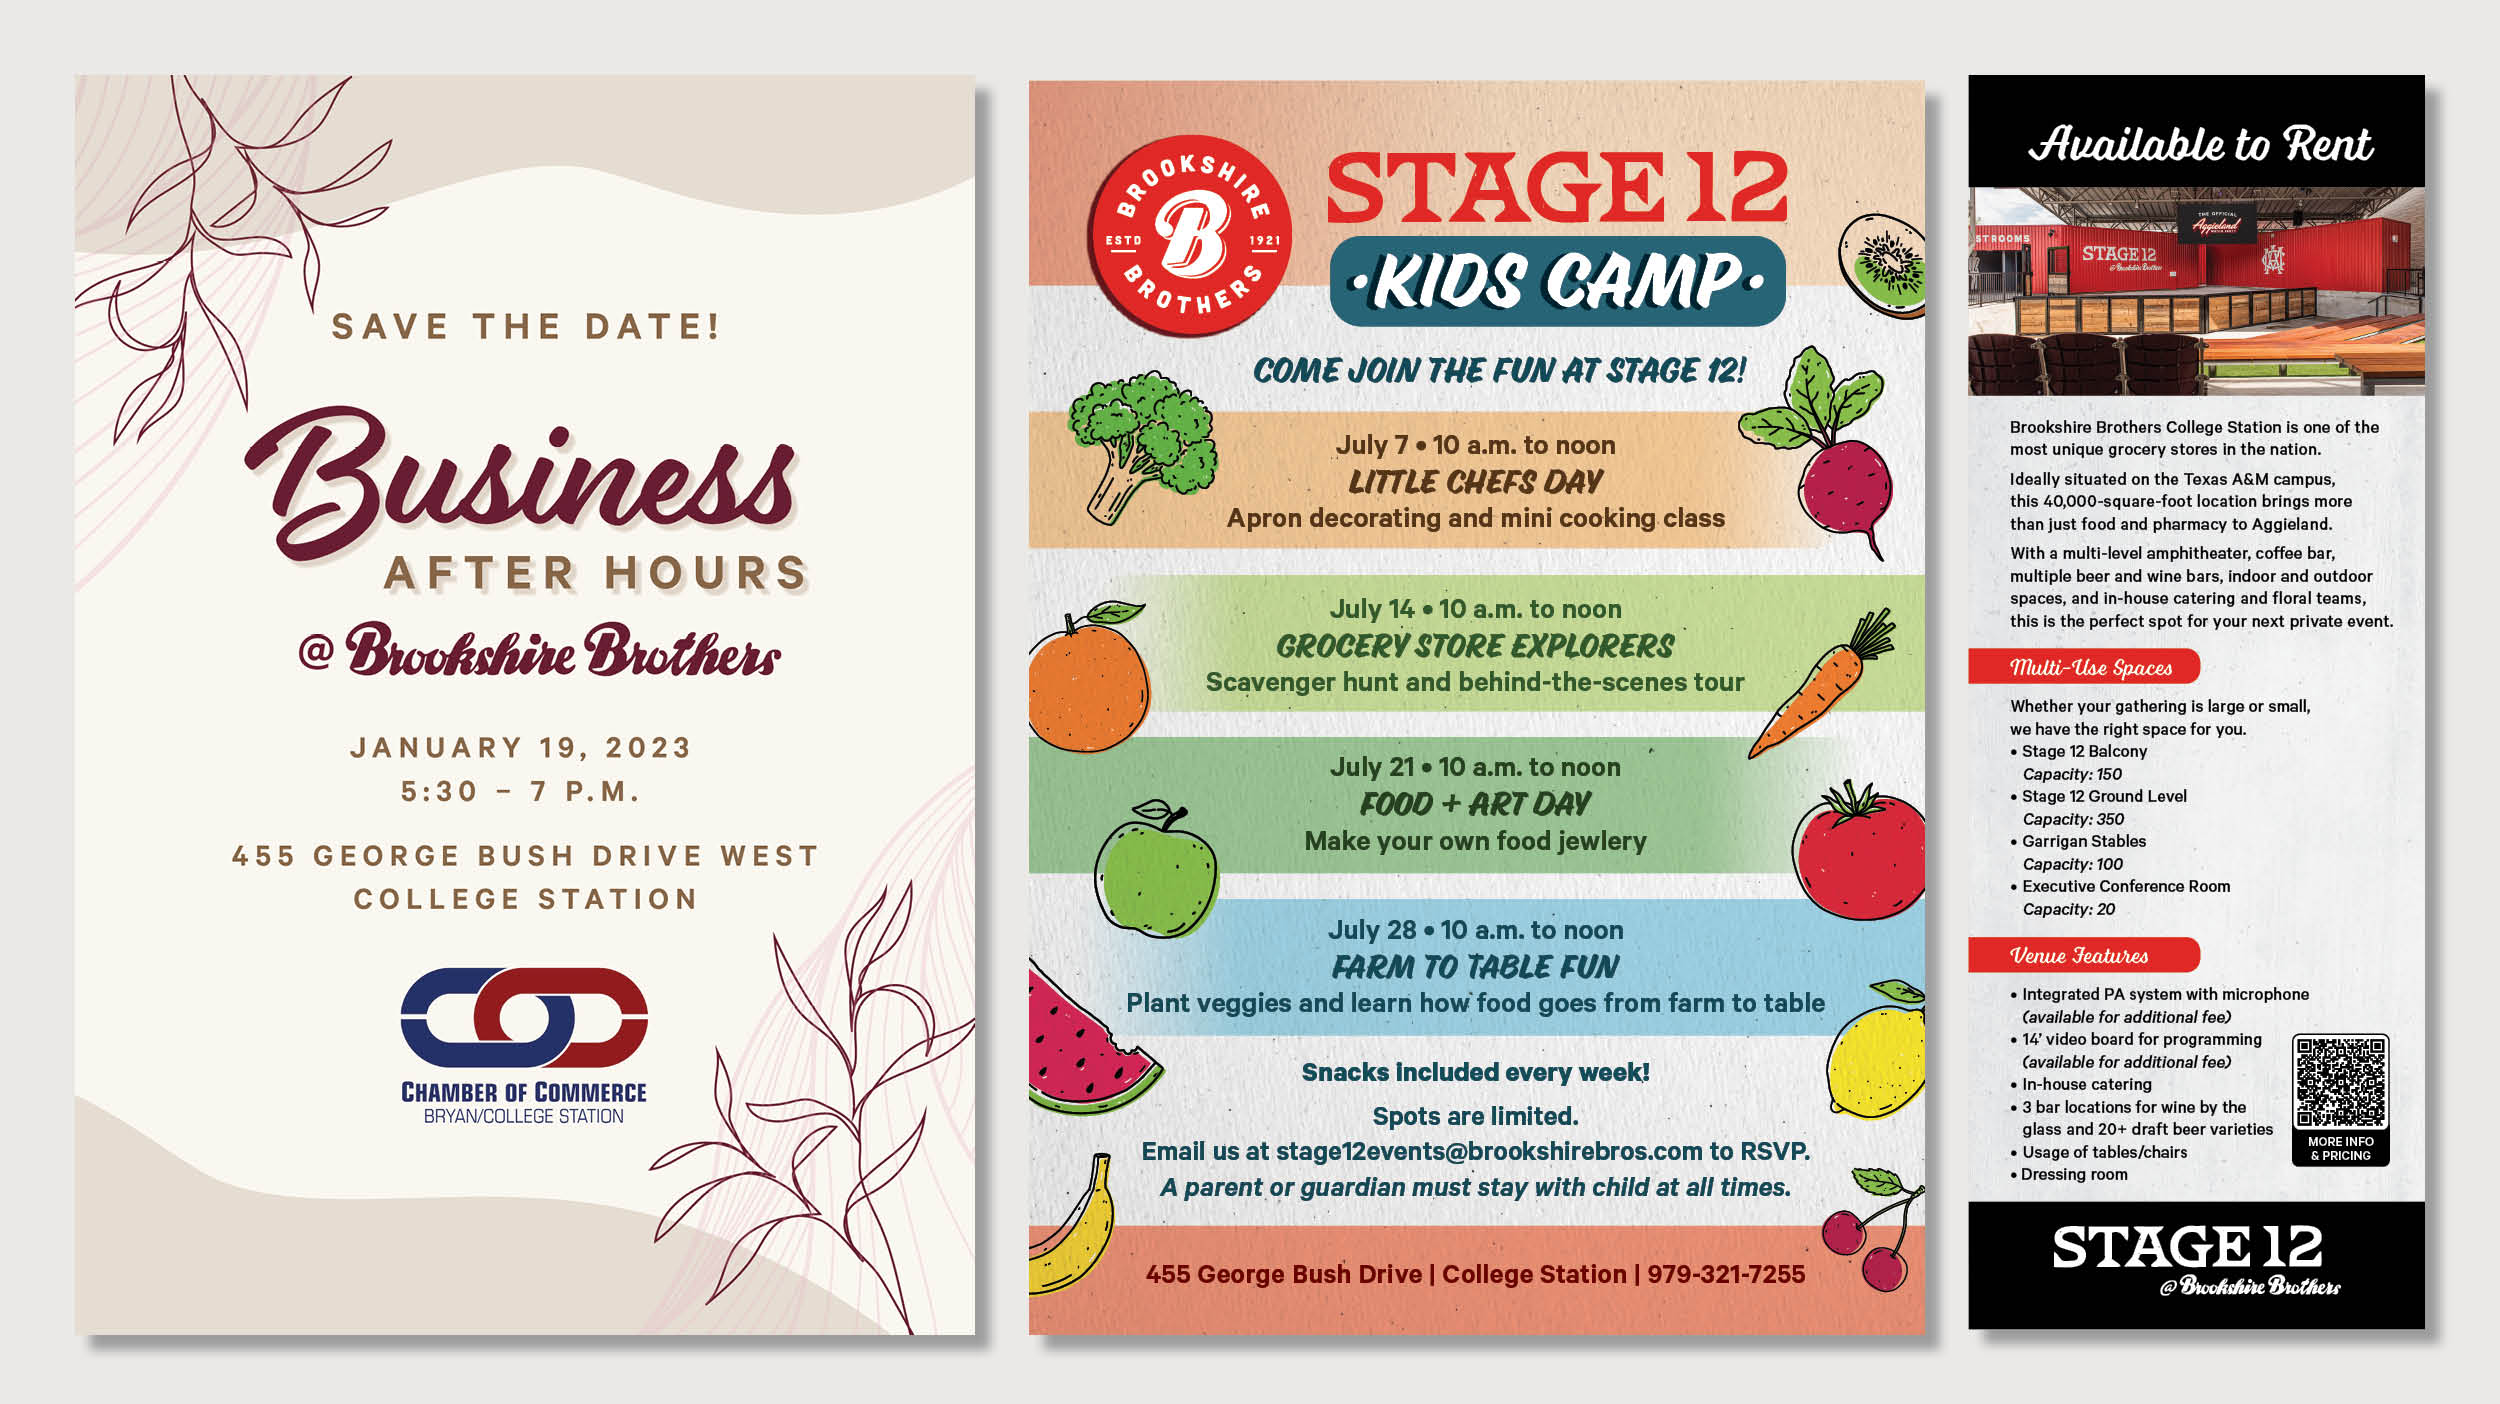 SAVE THE DATE!
Business
AFTER HOURS
@ Brookshire Brothers
JANUARY 19, 2023
5:30 – 7 P.M.
455 GEORGE BUSH DRIVE WEST
COLLEGE STATION
CHAMBER OF COMMERCE
BRYAN/COLLEGE STATION
BROOKSHIRE
ESTD B 1921
BROTHERS
STAGE 12
•KIDS CAMP•
COME JOIN THE FUN AT STAGE 12!
July 7 • 10 a.m. to noon
LITTLE CHEFS DAY
Apron decorating and mini cooking class
July 14 • 10 a.m. to noon
GROCERY STORE EXPLORERS
Scavenger hunt and behind-the-scenes tour
July 21 • 10 a.m. to noon
FOOD + ART DAY
Make your own food jewlery
July 28 • 10 a.m. to noon
FARM TO TABLE FUN
Plant veggies and learn how food goes from farm to table
Snacks included every week!
Spots are limited.
Email us at stage12events@brookshirebros.com to RSVP.
A parent or guardian must stay with child at all times.
455 George Bush Drive | College Station | 979-321-7255
Available to Rent
THE OFFICIAL
Aggieland
STROOMS
STAGE 12
@ Brookshire Brothers
Brookshire Brothers College Station is one of the
most unique grocery stores in the nation.
Ideally situated on the Texas A&M campus,
this 40,000-square-foot location brings more
than just food and pharmacy to Aggieland.
With a multi-level amphitheater, coffee bar,
multiple beer and wine bars, indoor and outdoor
spaces, and in-house catering and floral teams,
this is the perfect spot for your next private event.
Multi-Use Spaces
Whether your gathering is large or small,
we have the right space for you.
• Stage 12 Balcony
Capacity: 150
• Stage 12 Ground Level
Capacity: 350
• Garrigan Stables
Capacity: 100
• Executive Conference Room
Capacity: 20
Venue Features
• Integrated PA system with microphone
(available for additional fee)
• 14' video board for programming
(available for additional fee)
• In-house catering
• 3 bar locations for wine by the
glass and 20+ draft beer varieties
• Usage of tables/chairs
• Dressing room
MORE INFO
& PRICING
STAGE 12
@ Brookshire Brothers